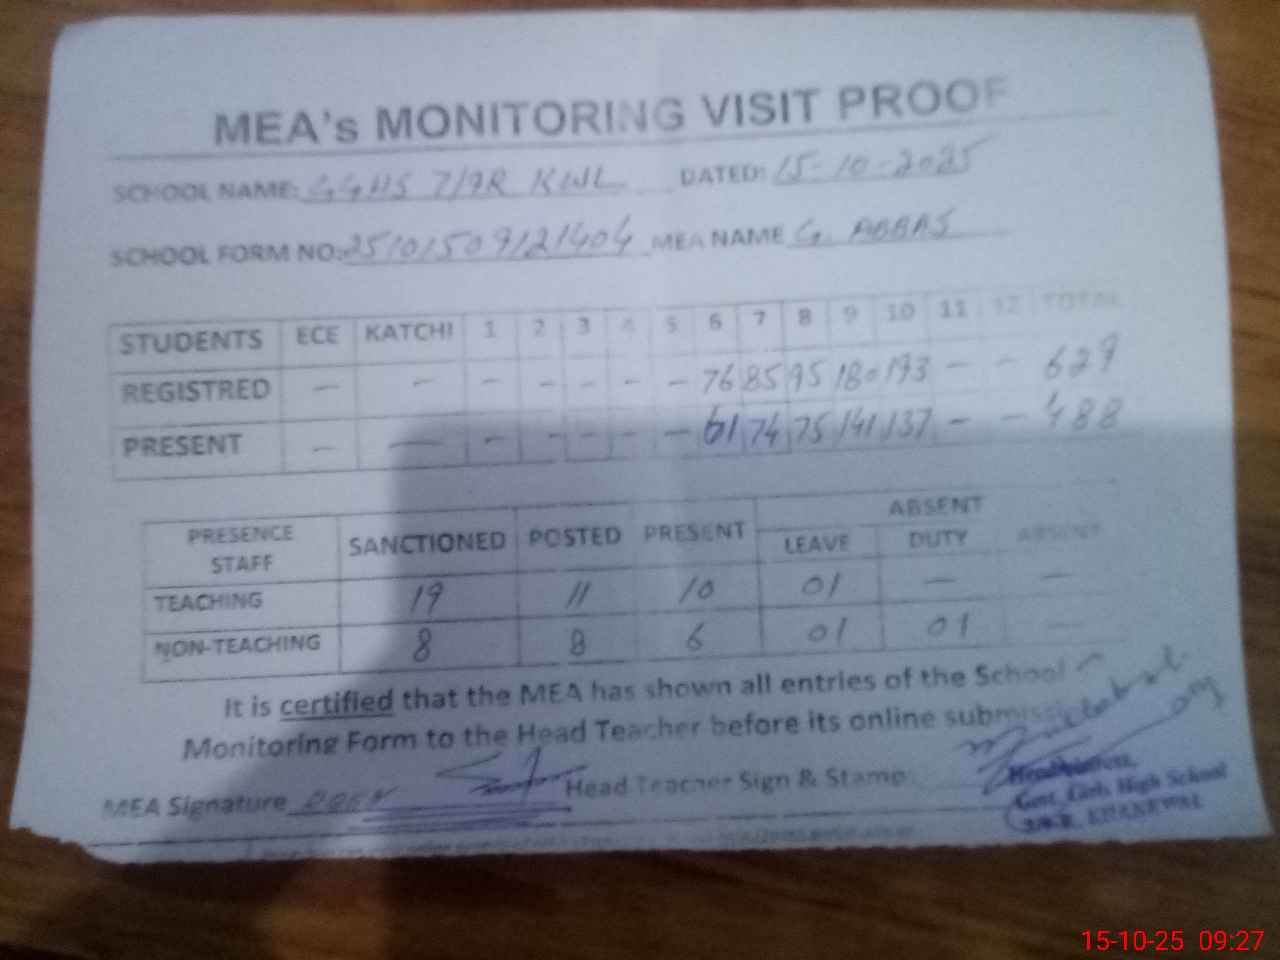 MEA's MONITORING VISIT PROOF
SCHOOL NAME: GGHS 7/9R KWL DATED: 15-10-2025
SCHOOL FORM NO: 25101509121404 MEA NAME G. ABBAS
STUDENTS ECE KATCHI 1 2 3 4 5 6 7 8 9 10 11 12 TOTAL
REGISTRED — — — — — — — 76 85 95 180 193 — — 629
PRESENT — — — — — — — 61 74 75 141 137 — — 488
PRESENCE STAFF SANCTIONED POSTED PRESENT ABSENT
LEAVE DUTY ABSENT
TEACHING 19 11 10 01 — —
NON-TEACHING 8 8 6 01 01 —
It is certified that the MEA has shown all entries of the School
Monitoring Form to the Head Teacher before its online submission
MEA Signature Head Teacher Sign & Stamp:
Headmistress,
Govt. Girls High School
KHANEWAL
15-10-25 09:27